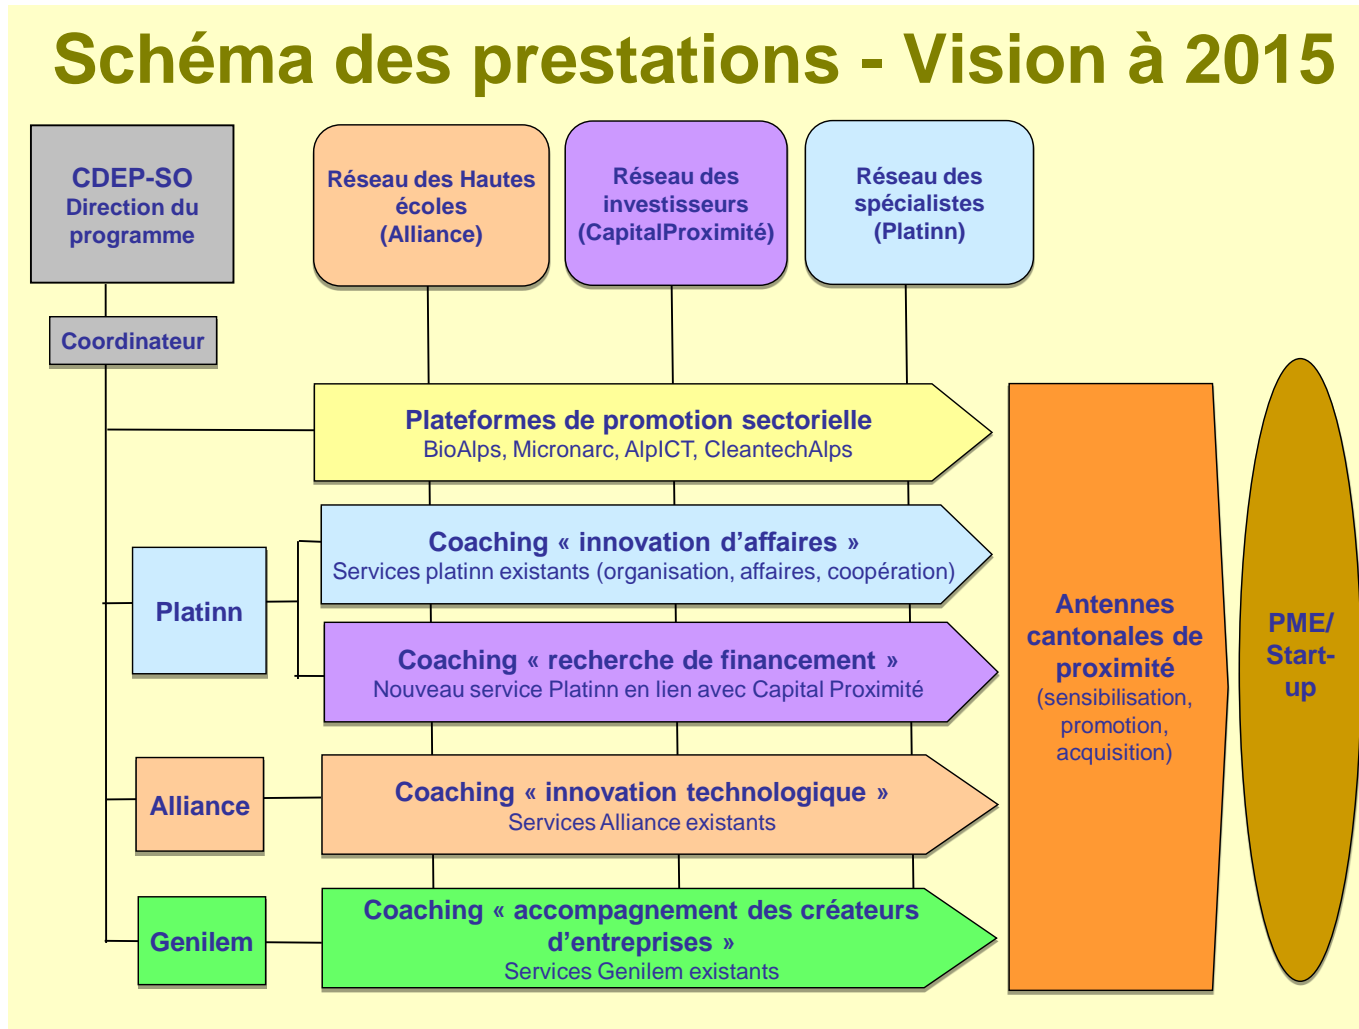 Schéma des prestations - Vision à 2015
CDEP-SO
Direction du
programme
Réseau des Hautes
écoles
(Alliance)
Réseau des
investisseurs
(CapitalProximité)
Réseau des
spécialistes
(Platinn)
Coordinateur
Plateformes de promotion sectorielle
BioAlps, Micronarc, AlpICT, CleantechAlps
Platinn
Coaching « innovation d'affaires »
Services platinn existants (organisation, affaires, coopération)
Coaching « recherche de financement »
Nouveau service Platinn en lien avec Capital Proximité
Alliance
Coaching « innovation technologique »
Services Alliance existants
Genilem
Coaching « accompagnement des créateurs
d'entreprises »
Services Genilem existants
Antennes
cantonales de
proximité
(sensibilisation,
promotion,
acquisition)
PME/
Start-
up